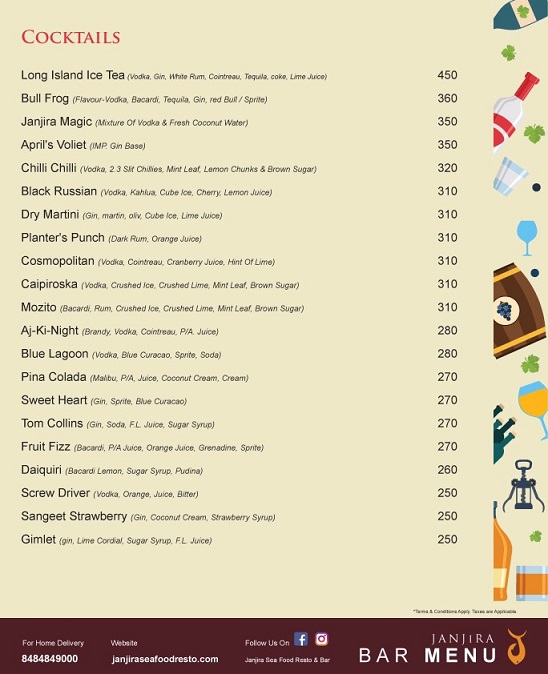 COCKTAILS
Long Island Ice Tea (Vodka, Gin, White Rum, Cointreau, Tequila, coke, Lime Juice) 450
Bull Frog (Flavour-Vodka, Bacardi, Tequila, Gin, red Bull / Sprite) 360
Janjira Magic (Mixture Of Vodka & Fresh Coconut Water) 350
April's Voliet (IMP. Gin Base) 350
Chilli Chilli (Vodka, 2.3 Slit Chillies, Mint Leaf, Lemon Chunks & Brown Sugar) 320
Black Russian (Vodka, Kahlua, Cube Ice, Cherry, Lemon Juice) 310
Dry Martini (Gin, martin, oliv, Cube Ice, Lime Juice) 310
Planter's Punch (Dark Rum, Orange Juice) 310
Cosmopolitan (Vodka, Cointreau, Cranberry Juice, Hint Of Lime) 310
Caipiroska (Vodka, Crushed Ice, Crushed Lime, Mint Leaf, Brown Sugar) 310
Mozito (Bacardi, Rum, Crushed Ice, Crushed Lime, Mint Leaf, Brown Sugar) 310
Aj-Ki-Night (Brandy, Vodka, Cointreau, P/A. Juice) 280
Blue Lagoon (Vodka, Blue Curacao, Sprite, Soda) 280
Pina Colada (Malibu, P/A, Juice, Coconut Cream, Cream) 270
Sweet Heart (Gin, Sprite, Blue Curacao) 270
Tom Collins (Gin, Soda, F.L. Juice, Sugar Syrup) 270
Fruit Fizz (Bacardi, P/A Juice, Orange Juice, Grenadine, Sprite) 270
Daiquiri (Bacardi Lemon, Sugar Syrup, Pudina) 260
Screw Driver (Vodka, Orange, Juice, Bitter) 250
Sangeet Strawberry (Gin, Coconut Cream, Strawberry Syrup) 250
Gimlet (gin, Lime Cordial, Sugar Syrup, F.L. Juice) 250
*Terms & Conditions Apply. Taxes are Applicable
For Home Delivery
8484849000
Website
janjiraseafoodresto.com
Follow Us On
Janjira Sea Food Resto & Bar
JANJIRA
BAR MENU